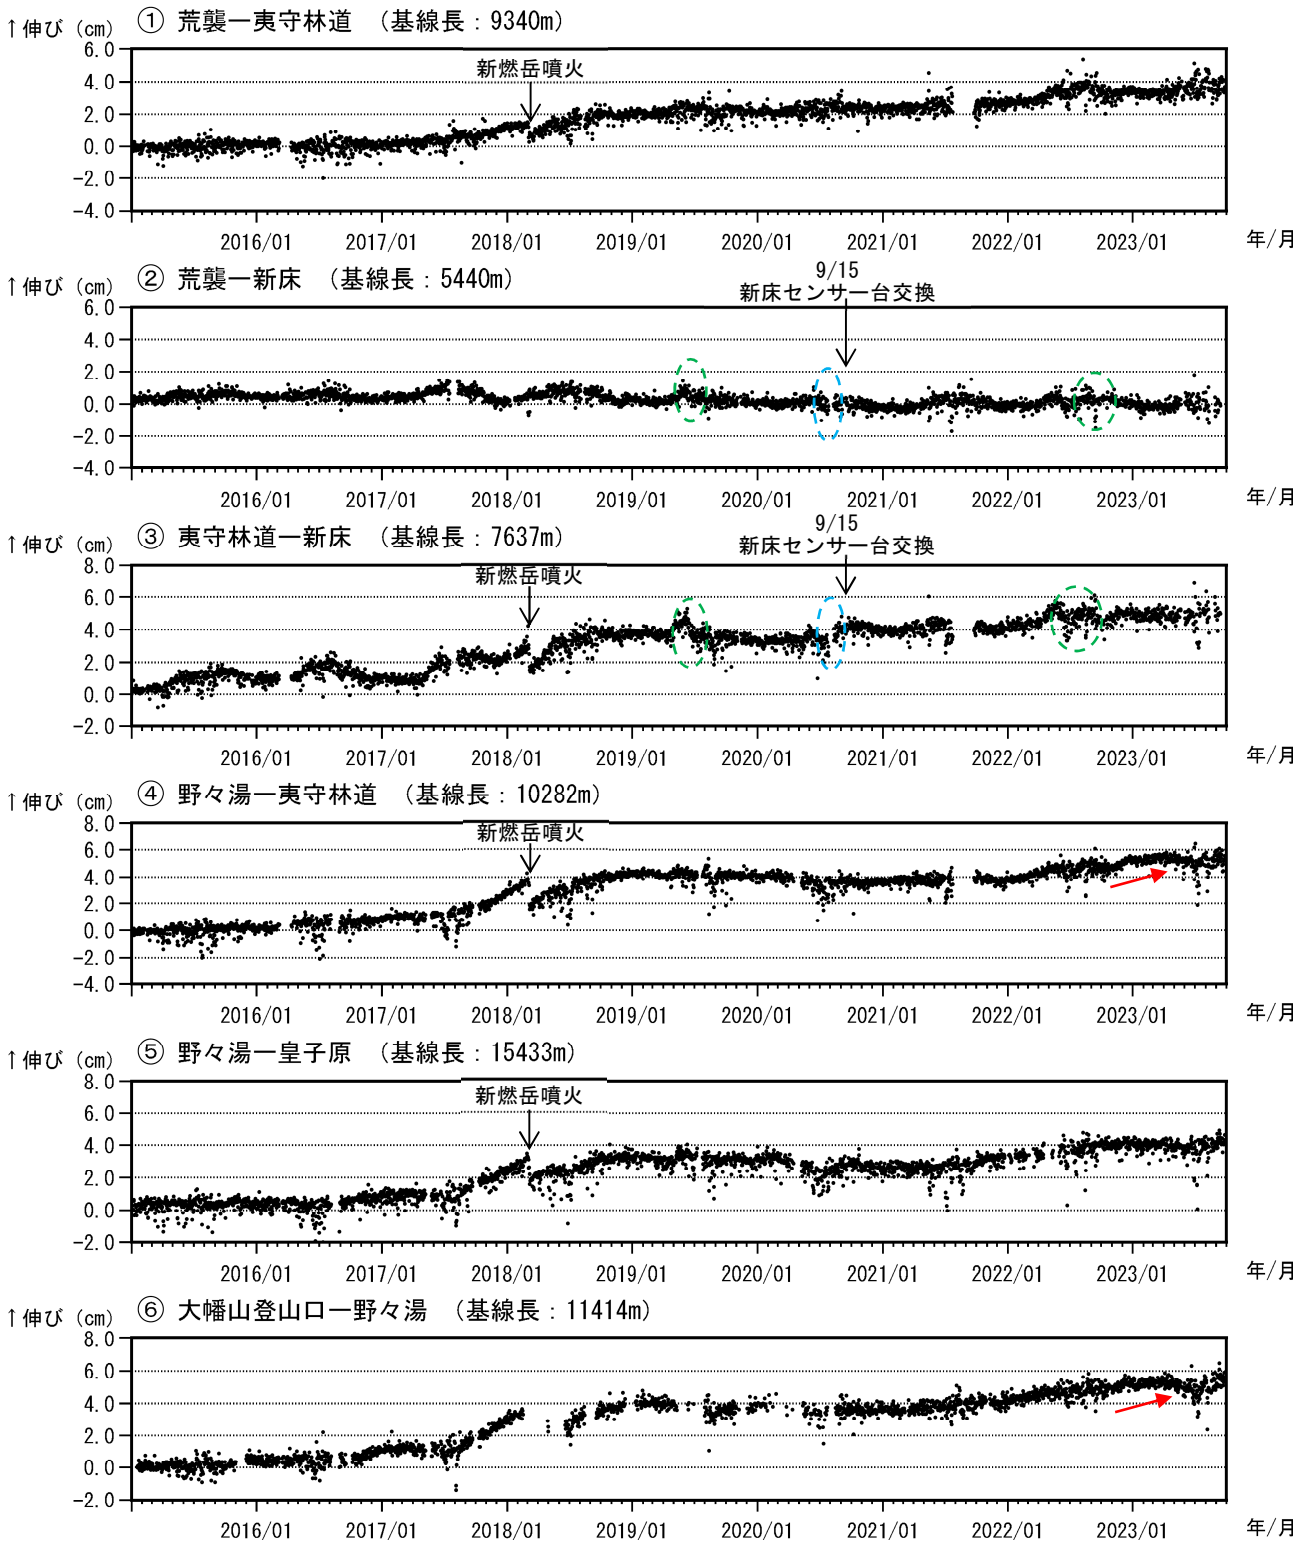 ① 荒襲ー夷守林道 (基線長:9340m)
↑伸び (cm)
6.0
新燃岳噴火
4.0
2.0
0.0
-2.0
-4.0
2016/01 2017/01 2018/01 2019/01 2020/01 2021/01 2022/01 2023/01 年/月
9/15
② 荒襲ー新床 (基線長:5440m)
↑伸び (cm)
新床センサー台交換
6.0
4.0
2.0
0.0
-2.0
-4.0
2016/01 2017/01 2018/01 2019/01 2020/01 2021/01 2022/01 2023/01 年/月
9/15
③ 夷守林道ー新床 (基線長:7637m)
↑伸び (cm)
新床センサー台交換
8.0
新燃岳噴火
6.0
4.0
2.0
0.0
-2.0
2016/01 2017/01 2018/01 2019/01 2020/01 2021/01 2022/01 2023/01 年/月
④ 野々湯ー夷守林道 (基線長:10282m)
↑伸び (cm)
8.0
新燃岳噴火
6.0
4.0
2.0
0.0
-2.0
-4.0
2016/01 2017/01 2018/01 2019/01 2020/01 2021/01 2022/01 2023/01 年/月
⑤ 野々湯ー皇子原 (基線長:15433m)
↑伸び (cm)
8.0
新燃岳噴火
6.0
4.0
2.0
0.0
-2.0
2016/01 2017/01 2018/01 2019/01 2020/01 2021/01 2022/01 2023/01 年/月
⑥ 大幡山登山口ー野々湯 (基線長:11414m)
↑伸び (cm)
8.0
6.0
4.0
2.0
0.0
-2.0
2016/01 2017/01 2018/01 2019/01 2020/01 2021/01 2022/01 2023/01 年/月